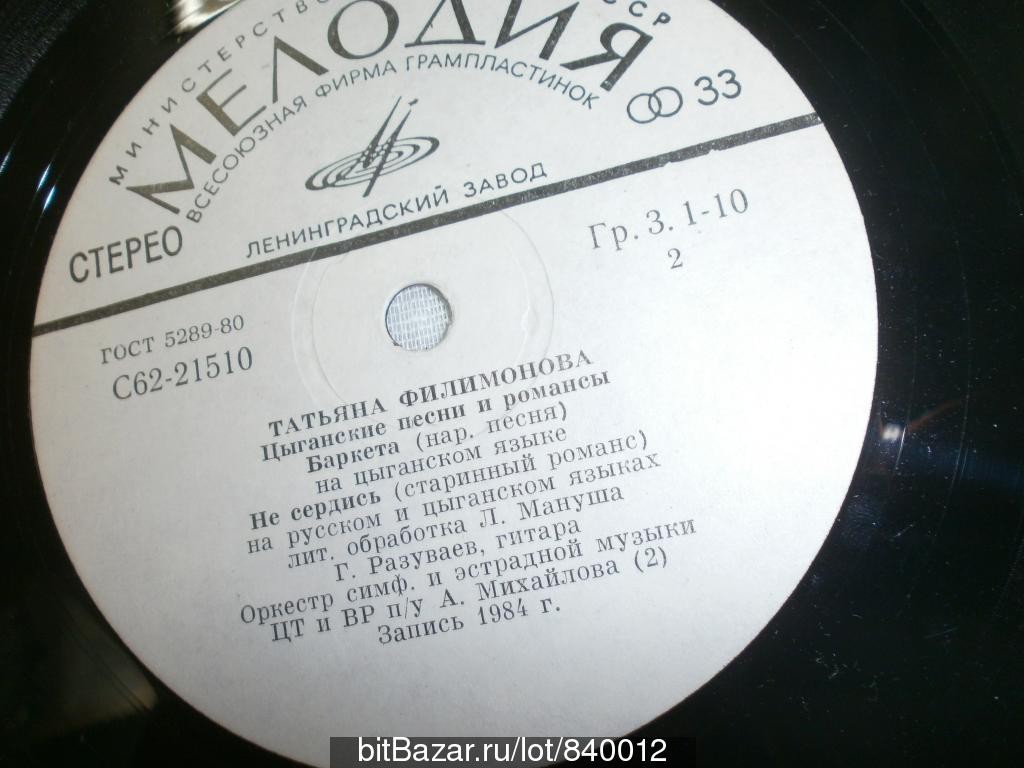 МИНИСТЕРСТВО
ССР
МЕЛОДИЯ
ВСЕСОЮЗНАЯ ФИРМА ГРАМПЛАСТИНОК
33
СТЕРЕО
ЛЕНИНГРАДСКИЙ ЗАВОД
Гр. 3. 1-10
2
ГОСТ 5289-80
С62-21510
ТАТЬЯНА ФИЛИМОНОВА
Цыганские песни и романсы
Баркета (нар. песня)
на цыганском языке
Не сердись (старинный романс)
на русском и цыганском языках
лит. обработка Л. Мануша
Г. Разуваев, гитара
Оркестр симф. и эстрадной музыки
ЦТ и ВР п/у А. Михайлова (2)
Запись 1984 г.
bitBazar.ru/lot/840012